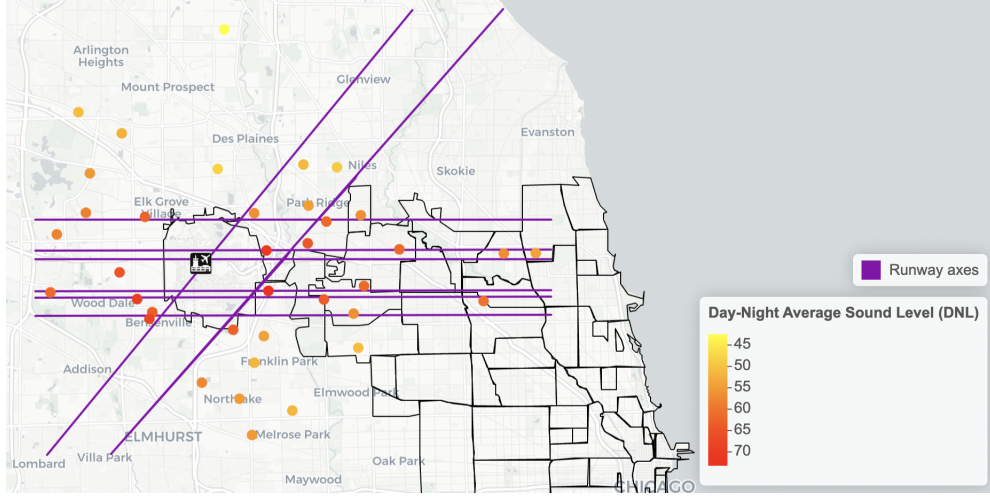 Arlington
Heights
Mount Prospect
Glenview
Des Plaines
Evanston
Niles
Skokie
Elk Grove
Village
Park Ridge
Wood Dale
Bensenville
Addison
Franklin Park
Northlake
Elmwood Park
ELMHURST
Melrose Park
Lombard
Villa Park
Oak Park
Maywood
CHICAGO
Runway axes
Day-Night Average Sound Level (DNL)
45
50
55
60
65
70